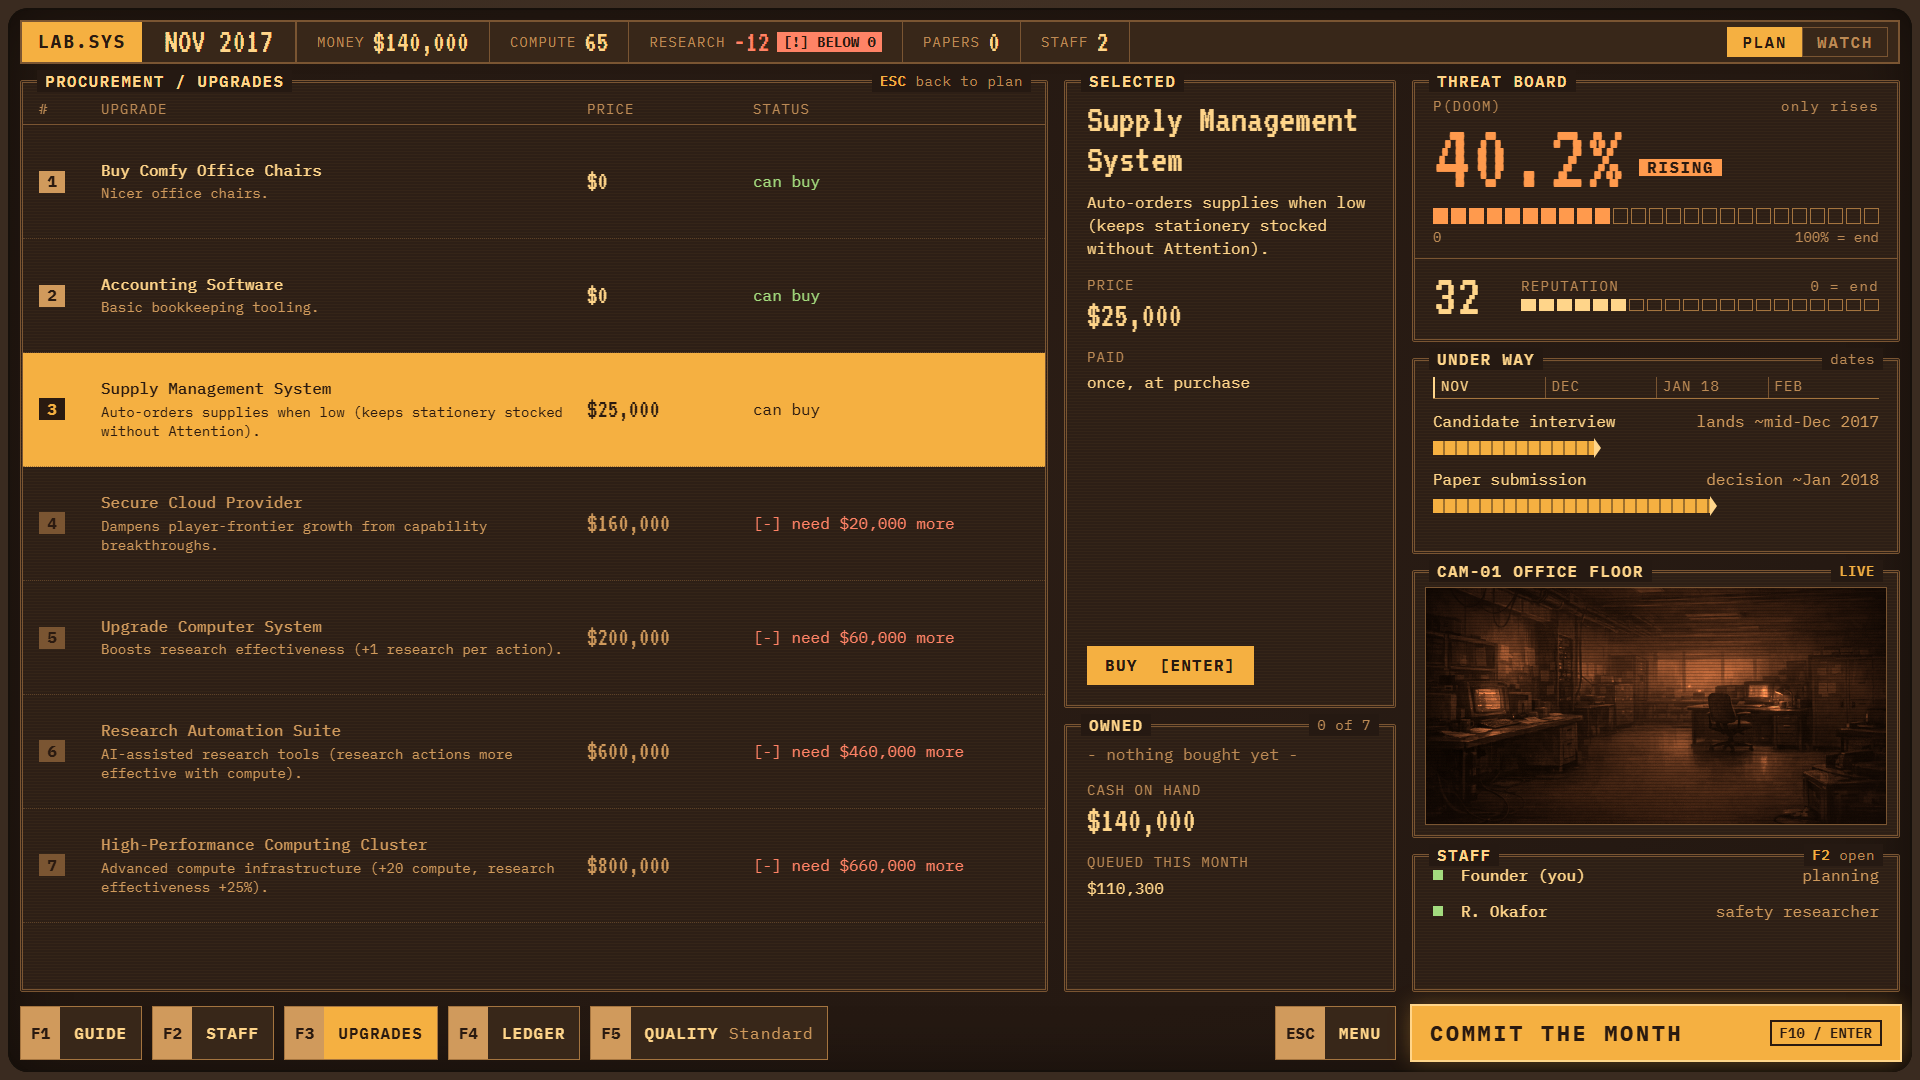 LAB.SYS NOV 2017 MONEY $140,000 COMPUTE 65 RESEARCH -12 [!] BELOW 0 PAPERS 0 STAFF 2 PLAN WATCH
PROCUREMENT / UPGRADES ESC back to plan
# UPGRADE PRICE STATUS
1 Buy Comfy Office Chairs $0 can buy
Nicer office chairs.
2 Accounting Software $0 can buy
Basic bookkeeping tooling.
3 Supply Management System $25,000 can buy
Auto-orders supplies when low (keeps stationery stocked
without Attention).
4 Secure Cloud Provider $160,000 [-] need $20,000 more
Dampens player-frontier growth from capability
breakthroughs.
5 Upgrade Computer System $200,000 [-] need $60,000 more
Boosts research effectiveness (+1 research per action).
6 Research Automation Suite $600,000 [-] need $460,000 more
AI-assisted research tools (research actions more
effective with compute).
7 High-Performance Computing Cluster $800,000 [-] need $660,000 more
Advanced compute infrastructure (+20 compute, research
effectiveness +25%).
SELECTED
Supply Management
System
Auto-orders supplies when low
(keeps stationery stocked
without Attention).
PRICE
$25,000
PAID
once, at purchase
BUY [ENTER]
OWNED 0 of 7
- nothing bought yet -
CASH ON HAND
$140,000
QUEUED THIS MONTH
$110,300
THREAT BOARD
P(DOOM) only rises
40.2% RISING
0 100% = end
32 REPUTATION 0 = end
UNDER WAY dates
NOV DEC JAN 18 FEB
Candidate interview lands ~mid-Dec 2017
Paper submission decision ~Jan 2018
CAM-01 OFFICE FLOOR LIVE
STAFF F2 open
Founder (you) planning
R. Okafor safety researcher
F1 GUIDE F2 STAFF F3 UPGRADES F4 LEDGER F5 QUALITY Standard ESC MENU COMMIT THE MONTH F10 / ENTER